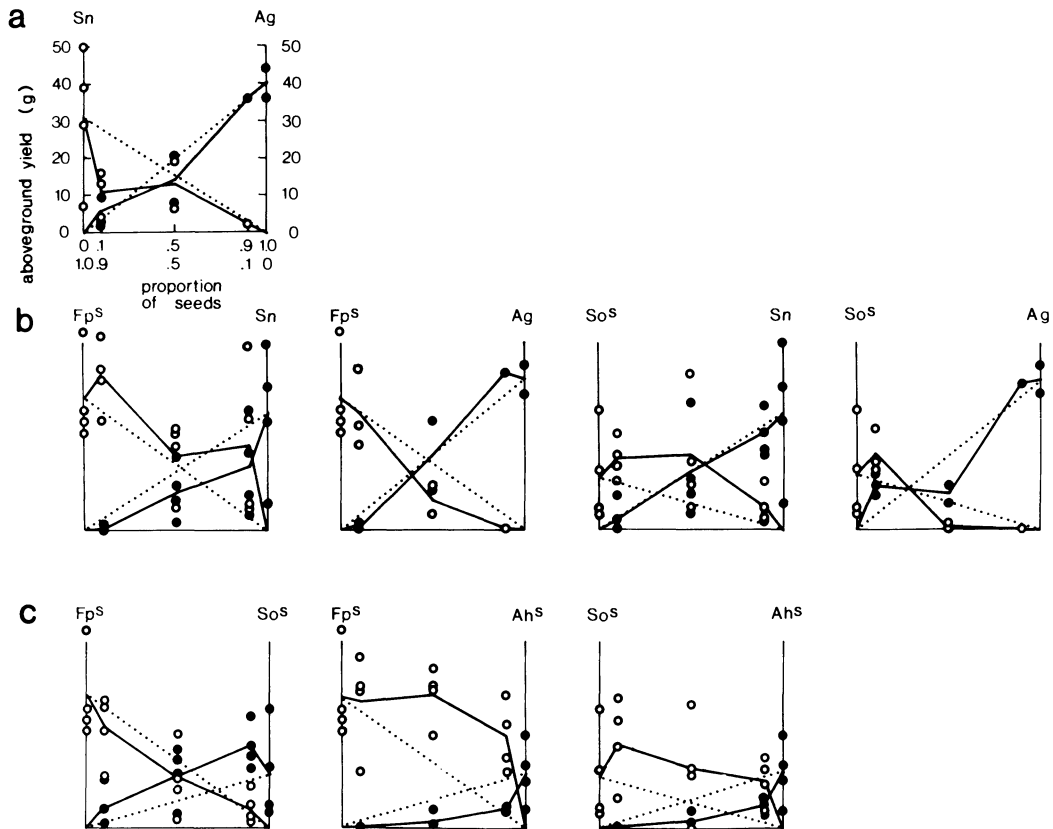 a
Sn Ag
50 50
40 40
30 30
20 20
10 10
0 0
aboveground yield (g)
0 .1 .5 .9 1.0
1.0 .9 .5 .1 0
proportion
of seeds
b
Fpˢ Sn Fpˢ Ag Soˢ Sn Soˢ Ag
c
Fpˢ Soˢ Fpˢ Ahˢ Soˢ Ahˢ